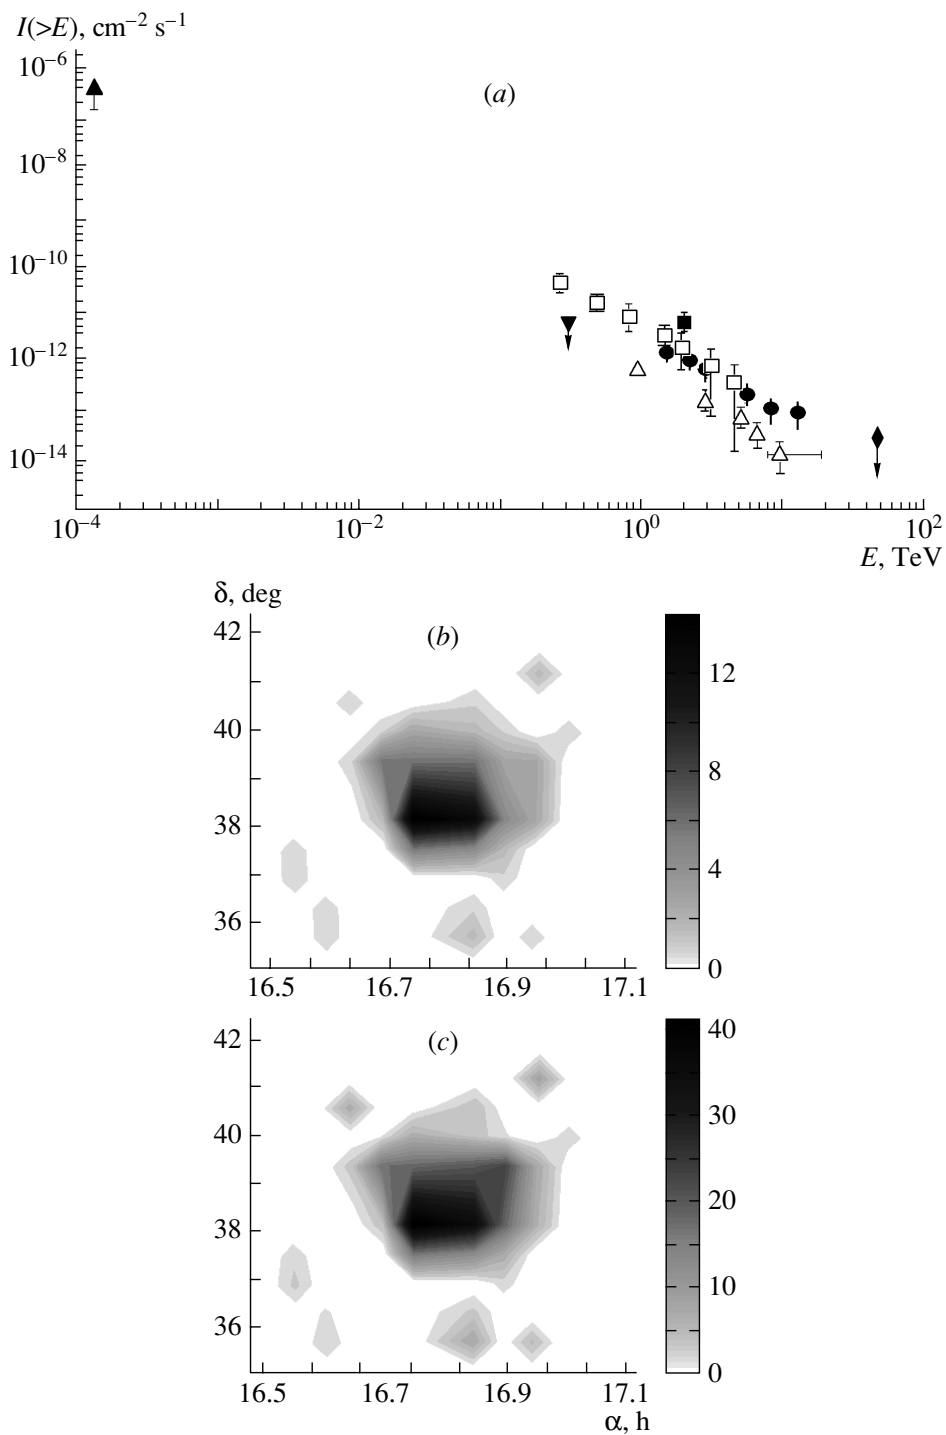 I(>E), cm⁻² s⁻¹
10⁻⁶
(a)
10⁻⁸
10⁻¹⁰
10⁻¹²
10⁻¹⁴
10⁻⁴ 10⁻² 10⁰ 10²
E, TeV
δ, deg
42
(b)
12
40
8
38
4
36
0
16.5 16.7 16.9 17.1
42
(c)
40
30
40
20
38
10
36
0
16.5 16.7 16.9 17.1
α, h